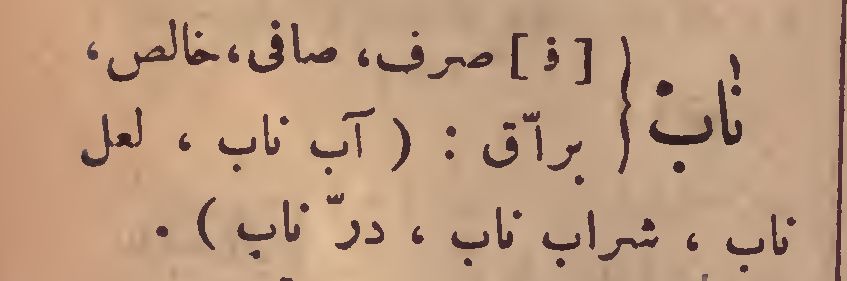 ناب { [ ف ] صرف، صافی، خالص،
برّاق : ( آب ناب ، لعل
ناب ، شراب ناب ، درّ ناب ) .